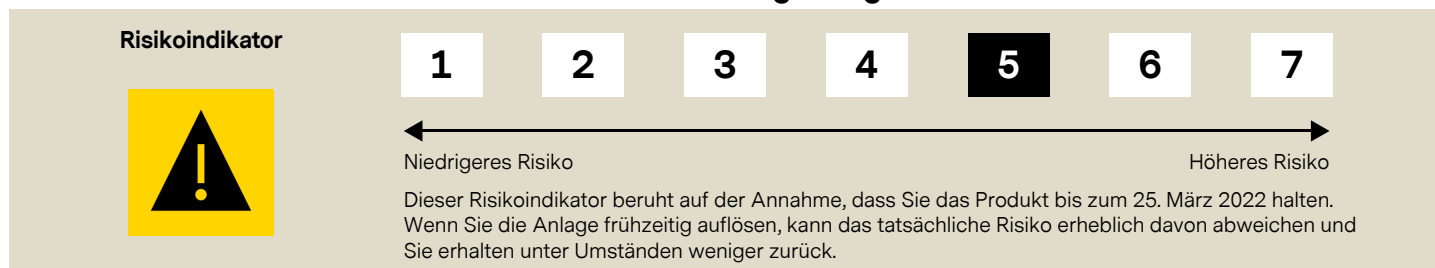 Risikoindikator
1 2 3 4 5 6 7
Niedrigeres Risiko Höheres Risiko
Dieser Risikoindikator beruht auf der Annahme, dass Sie das Produkt bis zum 25. März 2022 halten.
Wenn Sie die Anlage frühzeitig auflösen, kann das tatsächliche Risiko erheblich davon abweichen und
Sie erhalten unter Umständen weniger zurück.